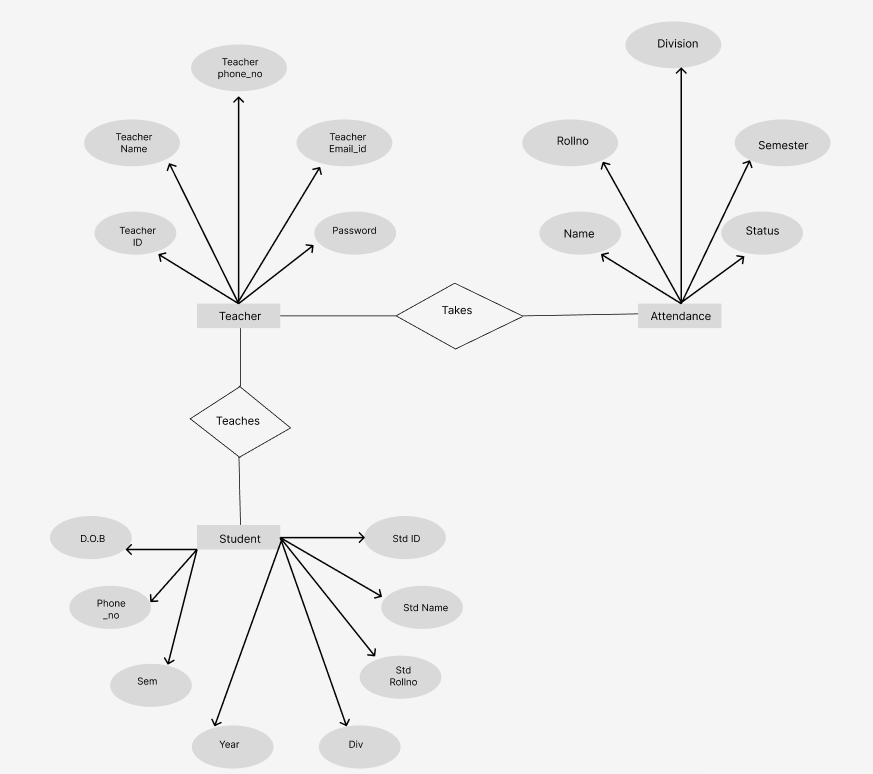 Division
Teacher
phone_no
Teacher
Name
Teacher
Email_id
Rollno
Semester
Teacher
ID
Password
Name
Status
Teacher
Takes
Attendance
Teaches
D.O.B
Student
Std ID
Phone
_no
Std Name
Sem
Std
Rollno
Year
Div